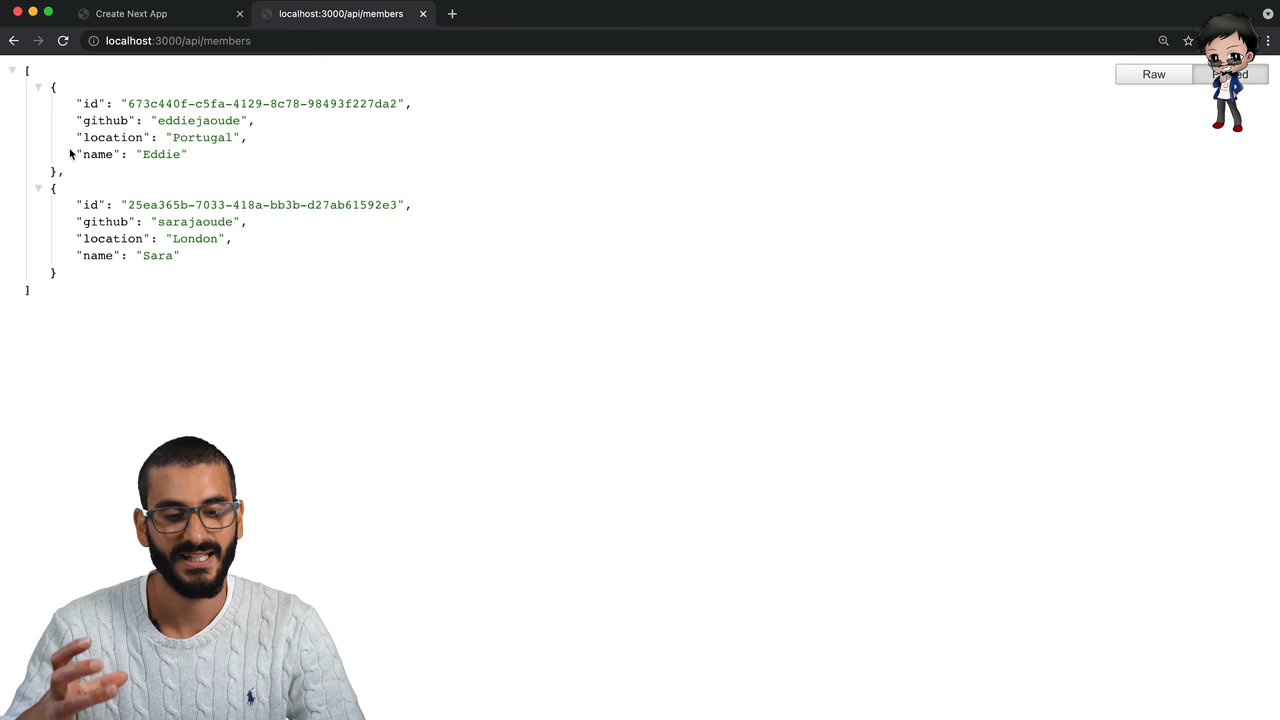 Create Next App
localhost:3000/api/members
localhost:3000/api/members
Raw
[
{
"id": "673c440f-c5fa-4129-8c78-98493f227da2",
"github": "eddiejaoude",
"location": "Portugal",
"name": "Eddie"
},
{
"id": "25ea365b-7033-418a-bb3b-d27ab61592e3",
"github": "sarajaoude",
"location": "London",
"name": "Sara"
}
]